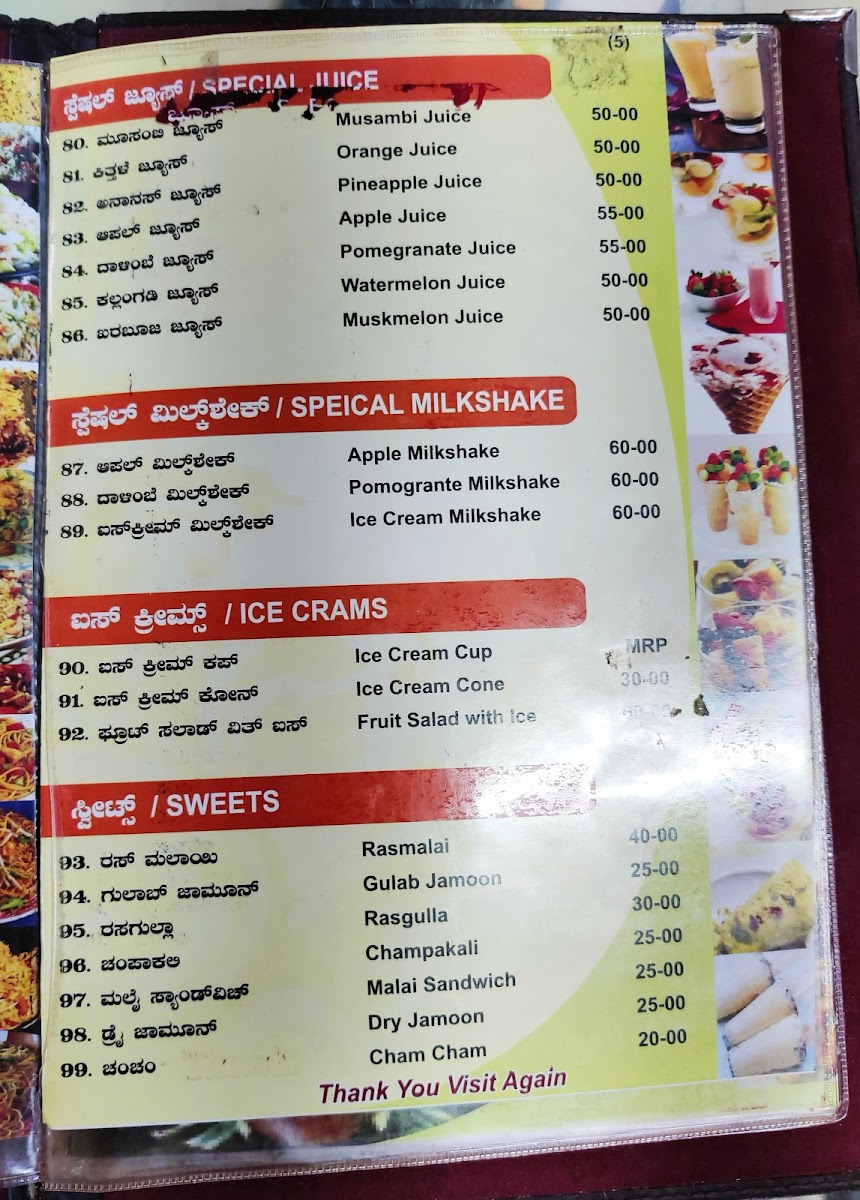 (5)
ಸ್ಪೆಷಲ್ ಜ್ಯೂಸ್ / SPECIAL JUICE
80. ಮೂಸಂಬಿ ಜ್ಯೂಸ್ Musambi Juice 50-00
81. ಕಿತ್ತಳೆ ಜ್ಯೂಸ್ Orange Juice 50-00
82. ಅನಾನಸ್ ಜ್ಯೂಸ್ Pineapple Juice 50-00
83. ಆಪಲ್ ಜ್ಯೂಸ್ Apple Juice 55-00
84. ದಾಳಿಂಬೆ ಜ್ಯೂಸ್ Pomegranate Juice 55-00
85. ಕಲ್ಲಂಗಡಿ ಜ್ಯೂಸ್ Watermelon Juice 50-00
86. ಖರಬೂಜ ಜ್ಯೂಸ್ Muskmelon Juice 50-00
ಸ್ಪೆಷಲ್ ಮಿಲ್ಕ್‌ಶೇಕ್ / SPEICAL MILKSHAKE
87. ಆಪಲ್ ಮಿಲ್ಕ್‌ಶೇಕ್ Apple Milkshake 60-00
88. ದಾಳಿಂಬೆ ಮಿಲ್ಕ್‌ಶೇಕ್ Pomogrante Milkshake 60-00
89. ಐಸ್‌ಕ್ರೀಮ್ ಮಿಲ್ಕ್‌ಶೇಕ್ Ice Cream Milkshake 60-00
ಐಸ್ ಕ್ರೀಮ್ಸ್ / ICE CRAMS
90. ಐಸ್ ಕ್ರೀಮ್ ಕಪ್ Ice Cream Cup MRP
91. ಐಸ್ ಕ್ರೀಮ್ ಕೋನ್ Ice Cream Cone 30-00
92. ಫ್ರೂಟ್ ಸಲಾಡ್ ವಿತ್ ಐಸ್ Fruit Salad with Ice
ಸ್ವೀಟ್ಸ್ / SWEETS
93. ರಸ್ ಮಲಾಯಿ Rasmalai 40-00
94. ಗುಲಾಬ್ ಜಾಮೂನ್ Gulab Jamoon 25-00
95. ರಸಗುಲ್ಲಾ Rasgulla 30-00
96. ಚಂಪಾಕಲಿ Champakali 25-00
97. ಮಲೈ ಸ್ಯಾಂಡ್‌ವಿಚ್ Malai Sandwich 25-00
98. ಡ್ರೈ ಜಾಮೂನ್ Dry Jamoon 25-00
99. ಚಂಚಂ Cham Cham 20-00
Thank You Visit Again